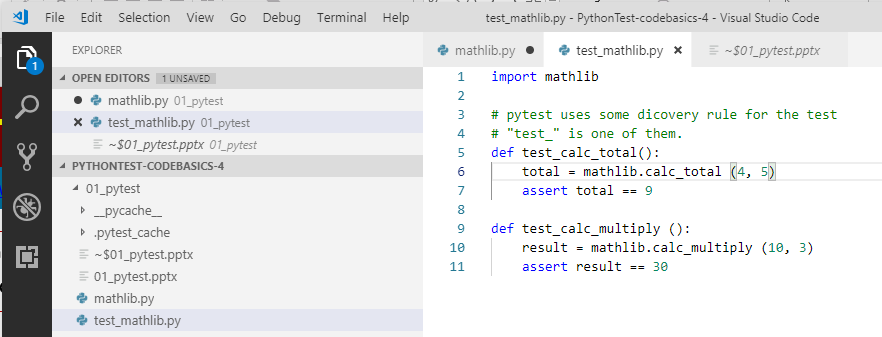 File Edit Selection View Go Debug Terminal Help test_mathlib.py - PythonTest-codebasics-4 - Visual Studio Code
1
EXPLORER
OPEN EDITORS 1 UNSAVED
mathlib.py 01_pytest
test_mathlib.py 01_pytest
~$01_pytest.pptx 01_pytest
PYTHONTEST-CODEBASICS-4
01_pytest
__pycache__
.pytest_cache
~$01_pytest.pptx
01_pytest.pptx
mathlib.py
test_mathlib.py
mathlib.py test_mathlib.py ~$01_pytest.pptx
1 import mathlib
2
3 # pytest uses some dicovery rule for the test
4 # "test_" is one of them.
5 def test_calc_total():
6 total = mathlib.calc_total (4, 5)
7 assert total == 9
8
9 def test_calc_multiply ():
10 result = mathlib.calc_multiply (10, 3)
11 assert result == 30